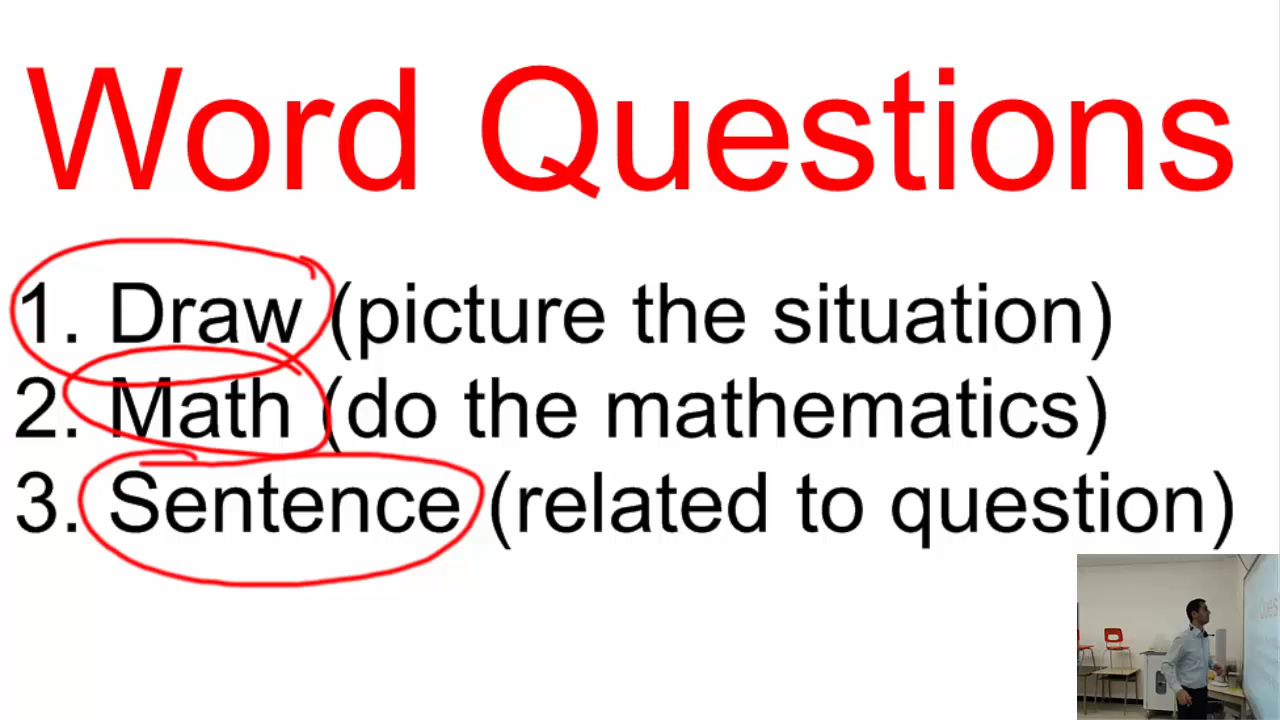 Word Questions
1. Draw (picture the situation)
2. Math (do the mathematics)
3. Sentence (related to question)